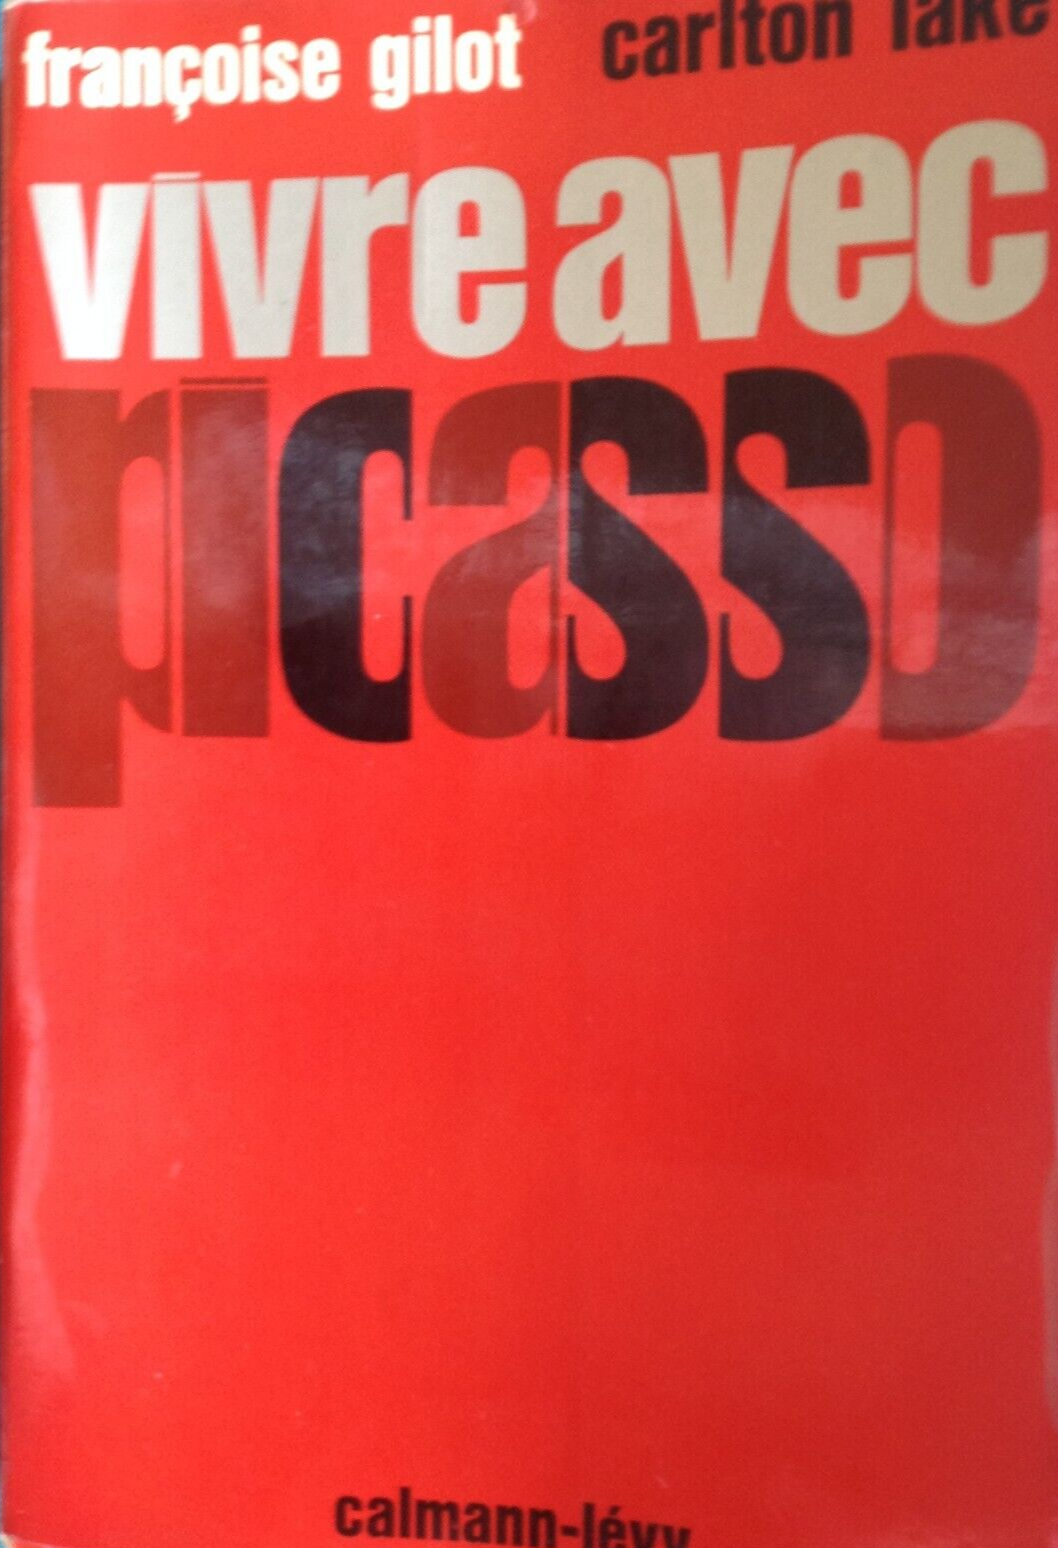 françoise gilot carlton lake
vivre avec
picasso
calmann-lévy